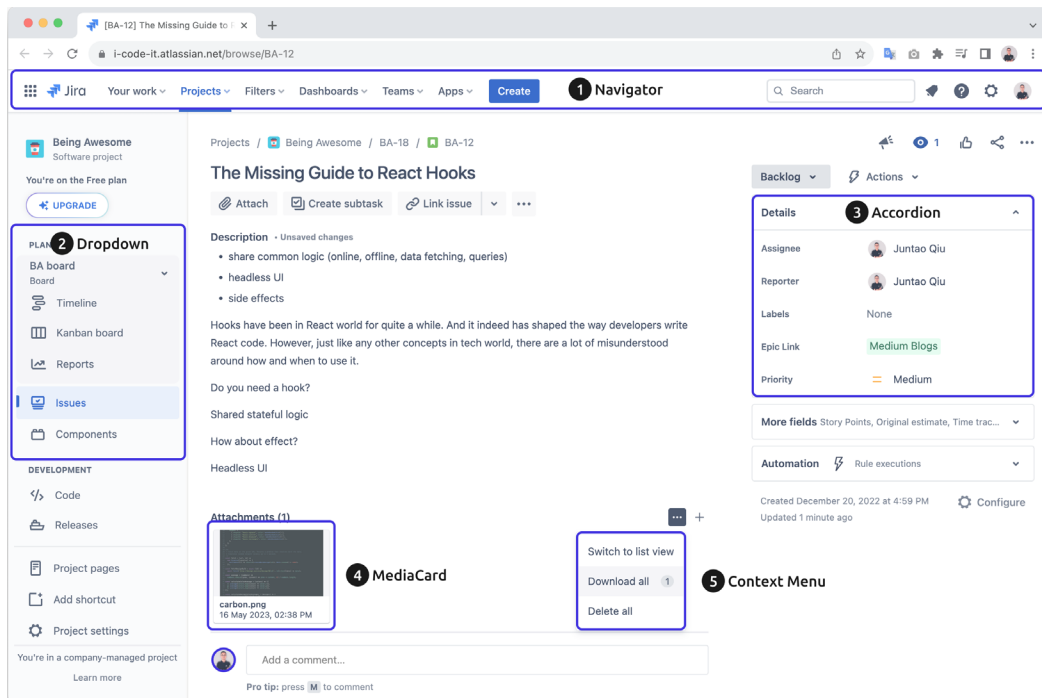 [BA-12] The Missing Guide to
i-code-it.atlassian.net/browse/BA-12
Jira Your work Projects Filters Dashboards Teams Apps Create 1 Navigator Search
Being Awesome
Software project
You're on the Free plan
UPGRADE
PLAN
2 Dropdown
BA board
Board
Timeline
Kanban board
Reports
Issues
Components
DEVELOPMENT
Code
Releases
Project pages
Add shortcut
Project settings
You're in a company-managed project
Learn more
Projects / Being Awesome / BA-18 / BA-12
The Missing Guide to React Hooks
Attach Create subtask Link issue
Description • Unsaved changes
• share common logic (online, offline, data fetching, queries)
• headless UI
• side effects
Hooks have been in React world for quite a while. And it indeed has shaped the way developers write
React code. However, just like any other concepts in tech world, there are a lot of misunderstood
around how and when to use it.
Do you need a hook?
Shared stateful logic
How about effect?
Headless UI
Attachments (1)
carbon.png
16 May 2023, 02:38 PM
4 MediaCard
Switch to list view
Download all 1
Delete all
5 Context Menu
Add a comment...
Pro tip: press M to comment
1
Backlog Actions
Details 3 Accordion
Assignee Juntao Qiu
Reporter Juntao Qiu
Labels None
Epic Link Medium Blogs
Priority Medium
More fields Story Points, Original estimate, Time trac...
Automation Rule executions
Created December 20, 2022 at 4:59 PM Configure
Updated 1 minute ago